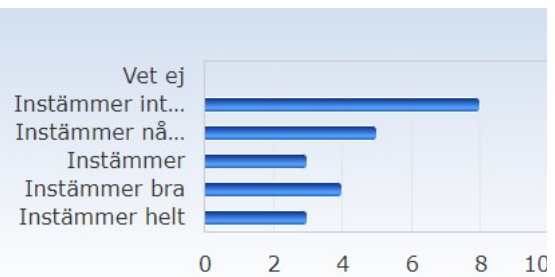 Vet ej
Instämmer int...
Instämmer nå...
Instämmer
Instämmer bra
Instämmer helt
0 2 4 6 8 10